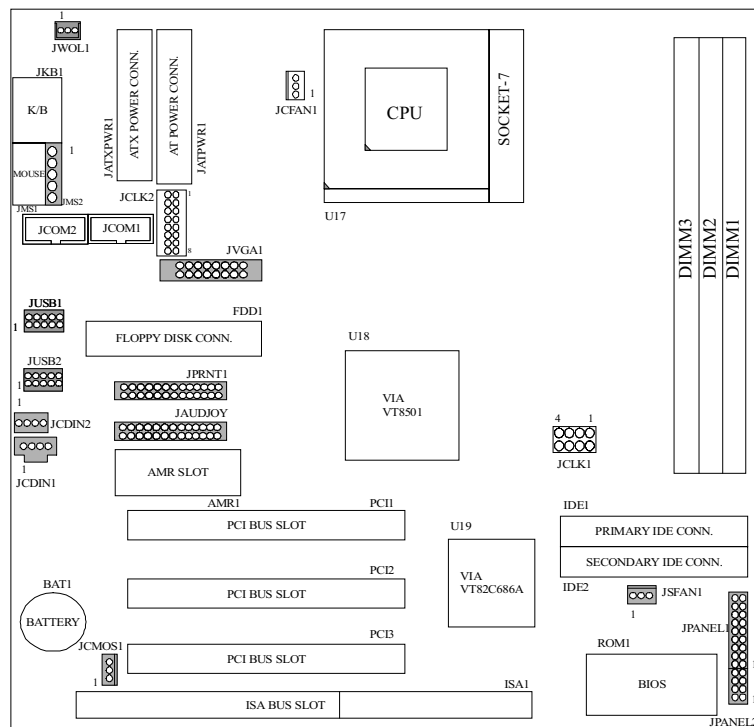 1
JWOL1
JKB1
K/B
MOUSE
1
JMS1
JMS2
JATXPWR1
ATX POWER CONN.
AT POWER CONN.
JATPWR1
JCLK2
1
8
JCFAN1
1
CPU
SOCKET-7
U17
DIMM3
DIMM2
DIMM1
JCOM2
JCOM1
JVGA1
JUSB1
1
FDD1
FLOPPY DISK CONN.
JUSB2
1
JPRNT1
U18
VIA
VT8501
1
JCDIN2
JAUDJOY
4
1
JCLK1
1
JCDIN1
AMR SLOT
AMR1
PCI1
PCI BUS SLOT
U19
VIA
VT82C686A
IDE1
PRIMARY IDE CONN.
SECONDARY IDE CONN.
IDE2
BAT1
BATTERY
PCI2
PCI BUS SLOT
JSFAN1
1
JPANEL1
1
JCMOS1
1
PCI3
PCI BUS SLOT
ROM1
BIOS
ISA1
ISA BUS SLOT
1
JPANEL2